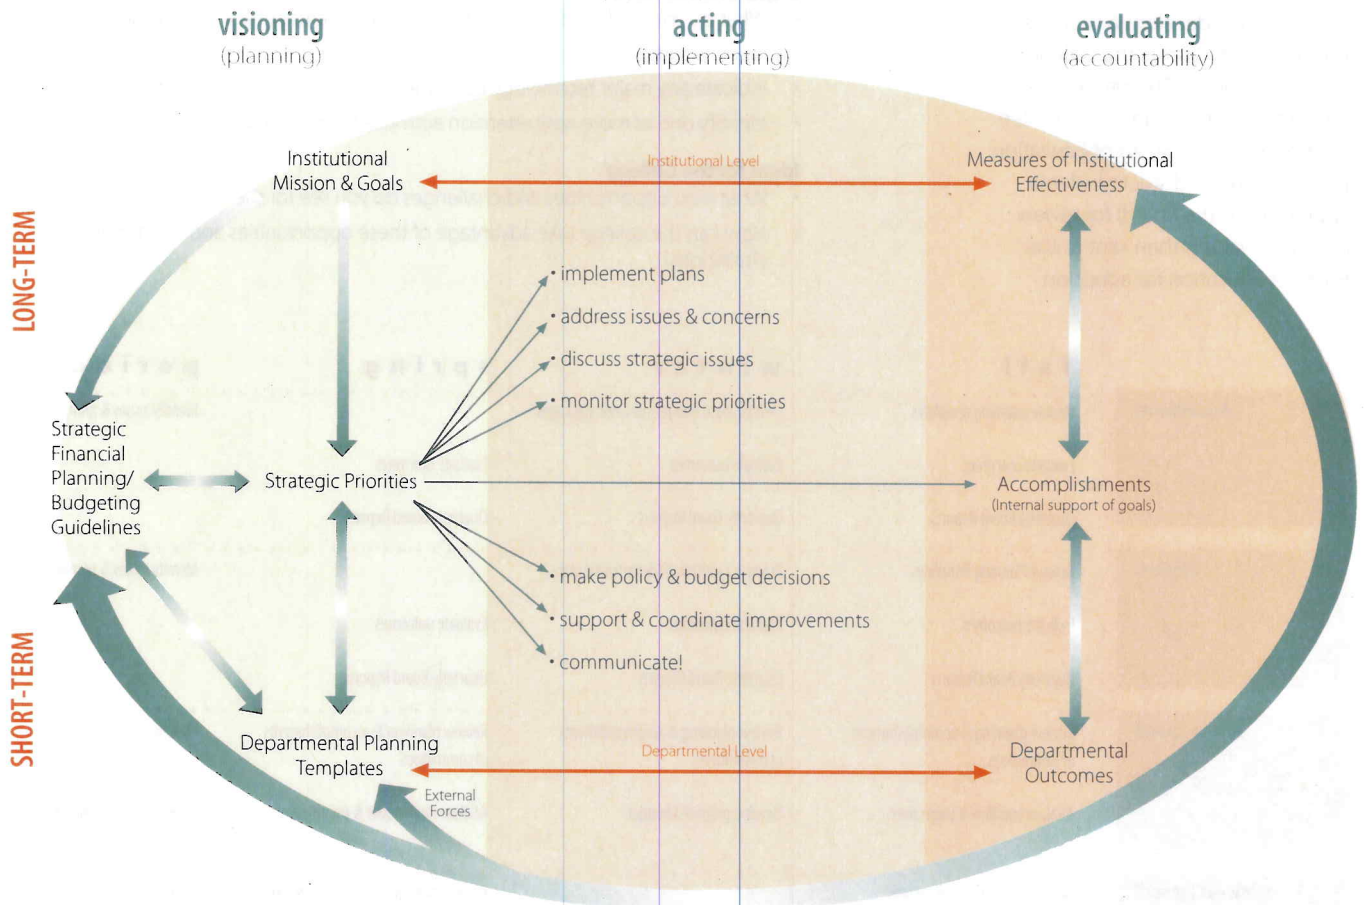 visioning
(planning)
acting
(implementing)
evaluating
(accountability)
LONG-TERM
SHORT-TERM
Institutional
Mission & Goals
Institutional Level
Measures of Institutional
Effectiveness
• implement plans
• address issues & concerns
• discuss strategic issues
• monitor strategic priorities
Strategic
Financial
Planning/
Budgeting
Guidelines
Strategic Priorities
Accomplishments
(Internal support of goals)
• make policy & budget decisions
• support & coordinate improvements
• communicate!
Departmental Planning
Templates
Departmental Level
Departmental
Outcomes
External
Forces